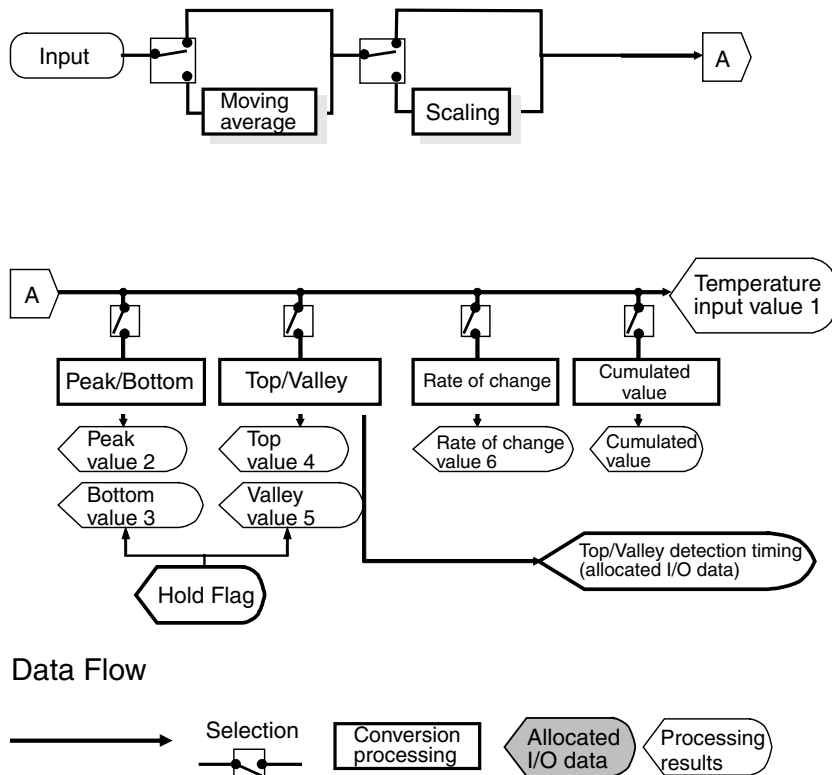 Input
Moving
average
Scaling
A
A
Temperature
input value 1
Peak/Bottom
Top/Valley
Rate of change
Cumulated
value
Peak
value 2
Top
value 4
Rate of change
value 6
Cumulated
value
Bottom
value 3
Valley
value 5
Top/Valley detection timing
(allocated I/O data)
Hold Flag
Data Flow
Selection
Conversion
processing
Allocated
I/O data
Processing
results